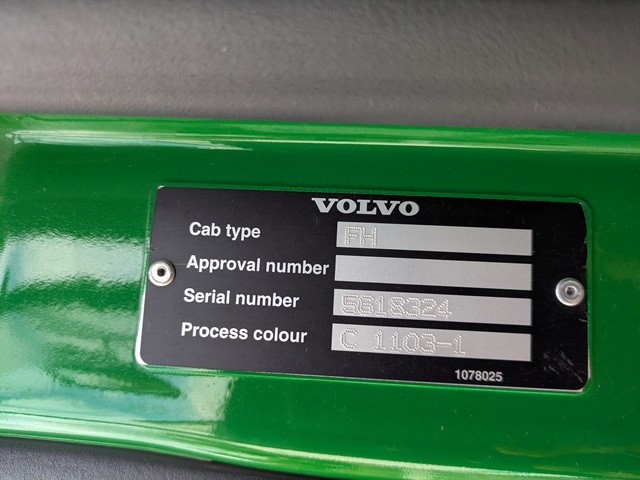 VOLVO
Cab type FH
Approval number
Serial number 5618324
Process colour C 1103-1
1078025